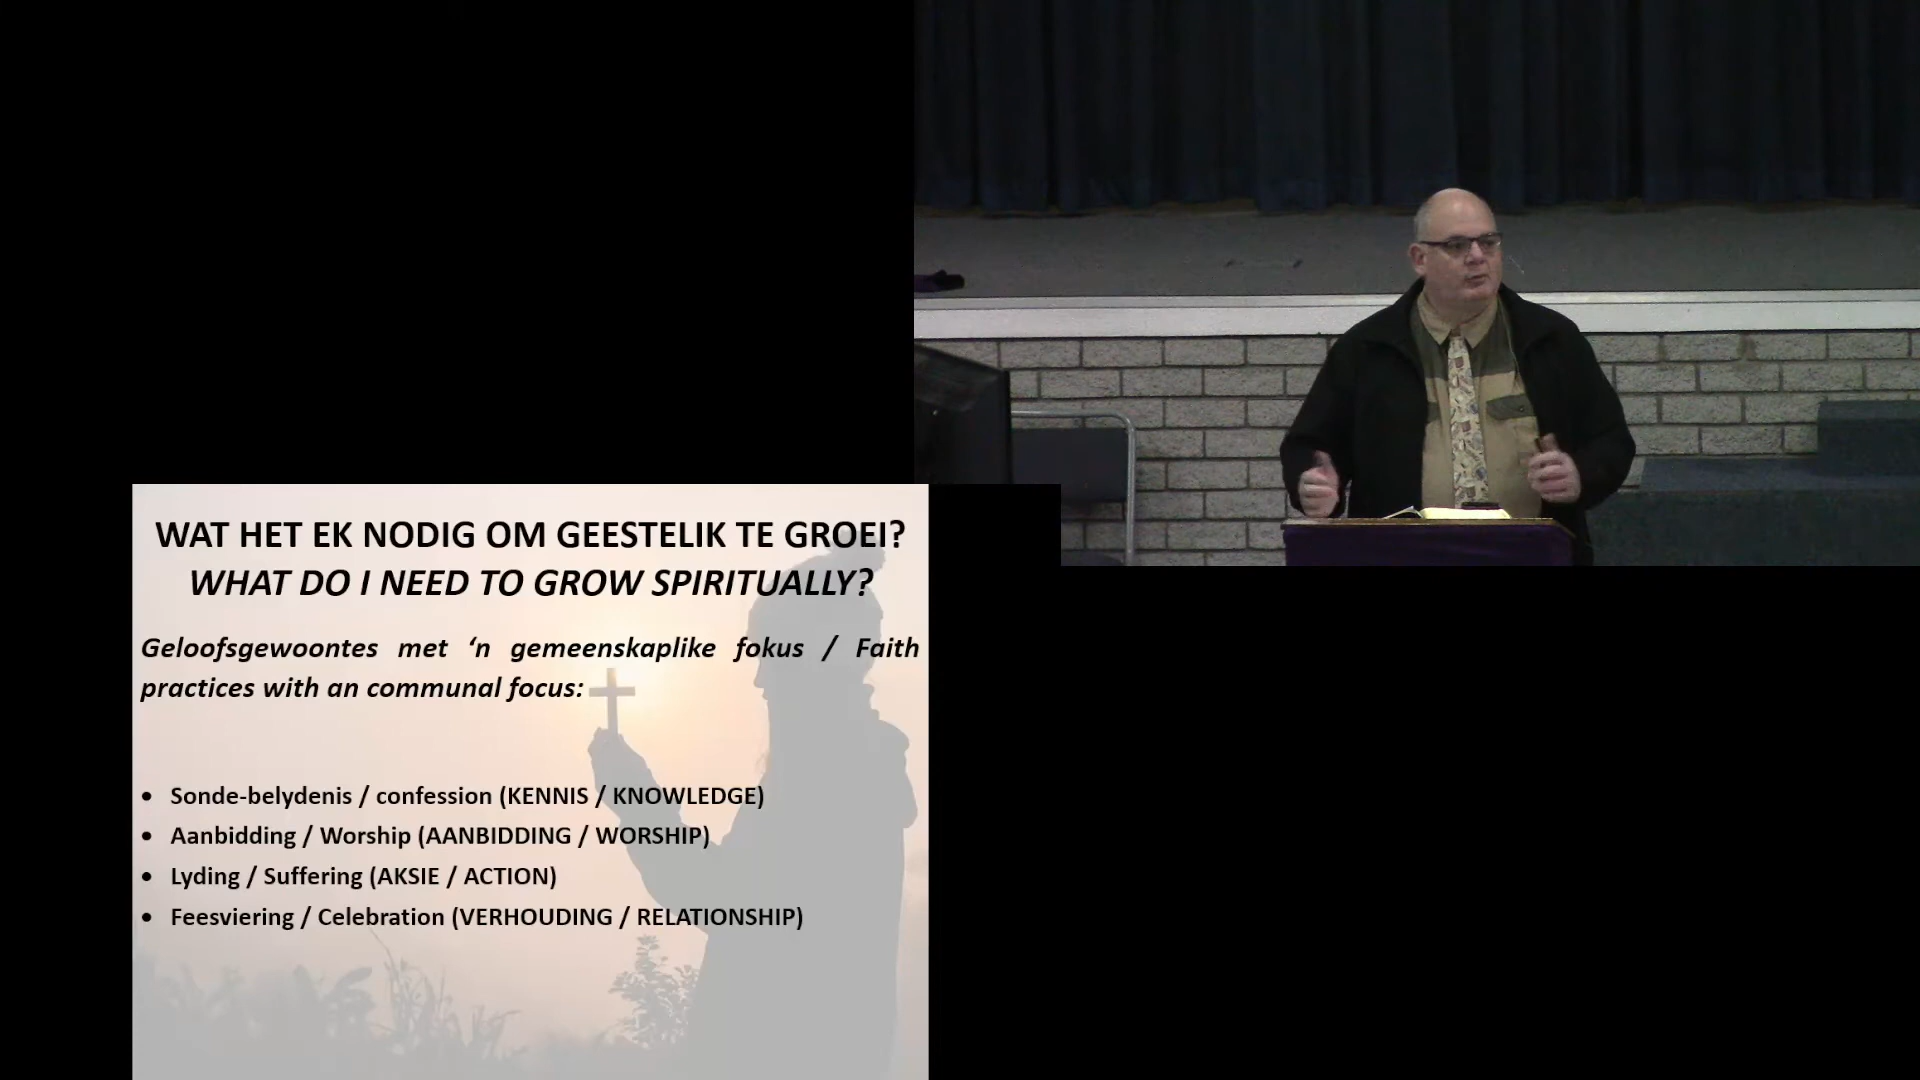 WAT HET EK NODIG OM GEESTELIK TE GROEI?
WHAT DO I NEED TO GROW SPIRITUALLY?
Geloofsgewoontes met ‘n gemeenskaplike fokus / Faith
practices with an communal focus:
• Sonde-belydenis / confession (KENNIS / KNOWLEDGE)
• Aanbidding / Worship (AANBIDDING / WORSHIP)
• Lyding / Suffering (AKSIE / ACTION)
• Feesviering / Celebration (VERHOUDING / RELATIONSHIP)